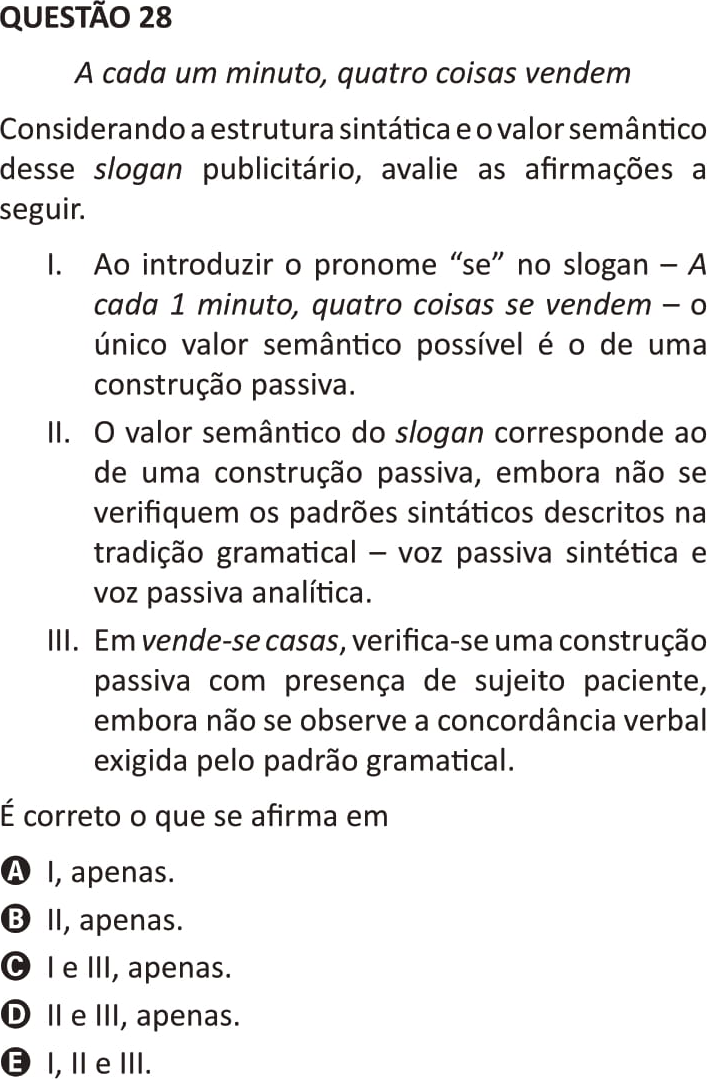 QUESTÃO 28
A cada um minuto, quatro coisas vendem
Considerando a estrutura sintática e o valor semântico
desse slogan publicitário, avalie as afirmações a
seguir.
I. Ao introduzir o pronome “se” no slogan – A
cada 1 minuto, quatro coisas se vendem – o
único valor semântico possível é o de uma
construção passiva.
II. O valor semântico do slogan corresponde ao
de uma construção passiva, embora não se
verifiquem os padrões sintáticos descritos na
tradição gramatical – voz passiva sintética e
voz passiva analítica.
III. Em vende-se casas, verifica-se uma construção
passiva com presença de sujeito paciente,
embora não se observe a concordância verbal
exigida pelo padrão gramatical.
É correto o que se afirma em
A I, apenas.
B II, apenas.
C I e III, apenas.
D II e III, apenas.
E I, II e III.